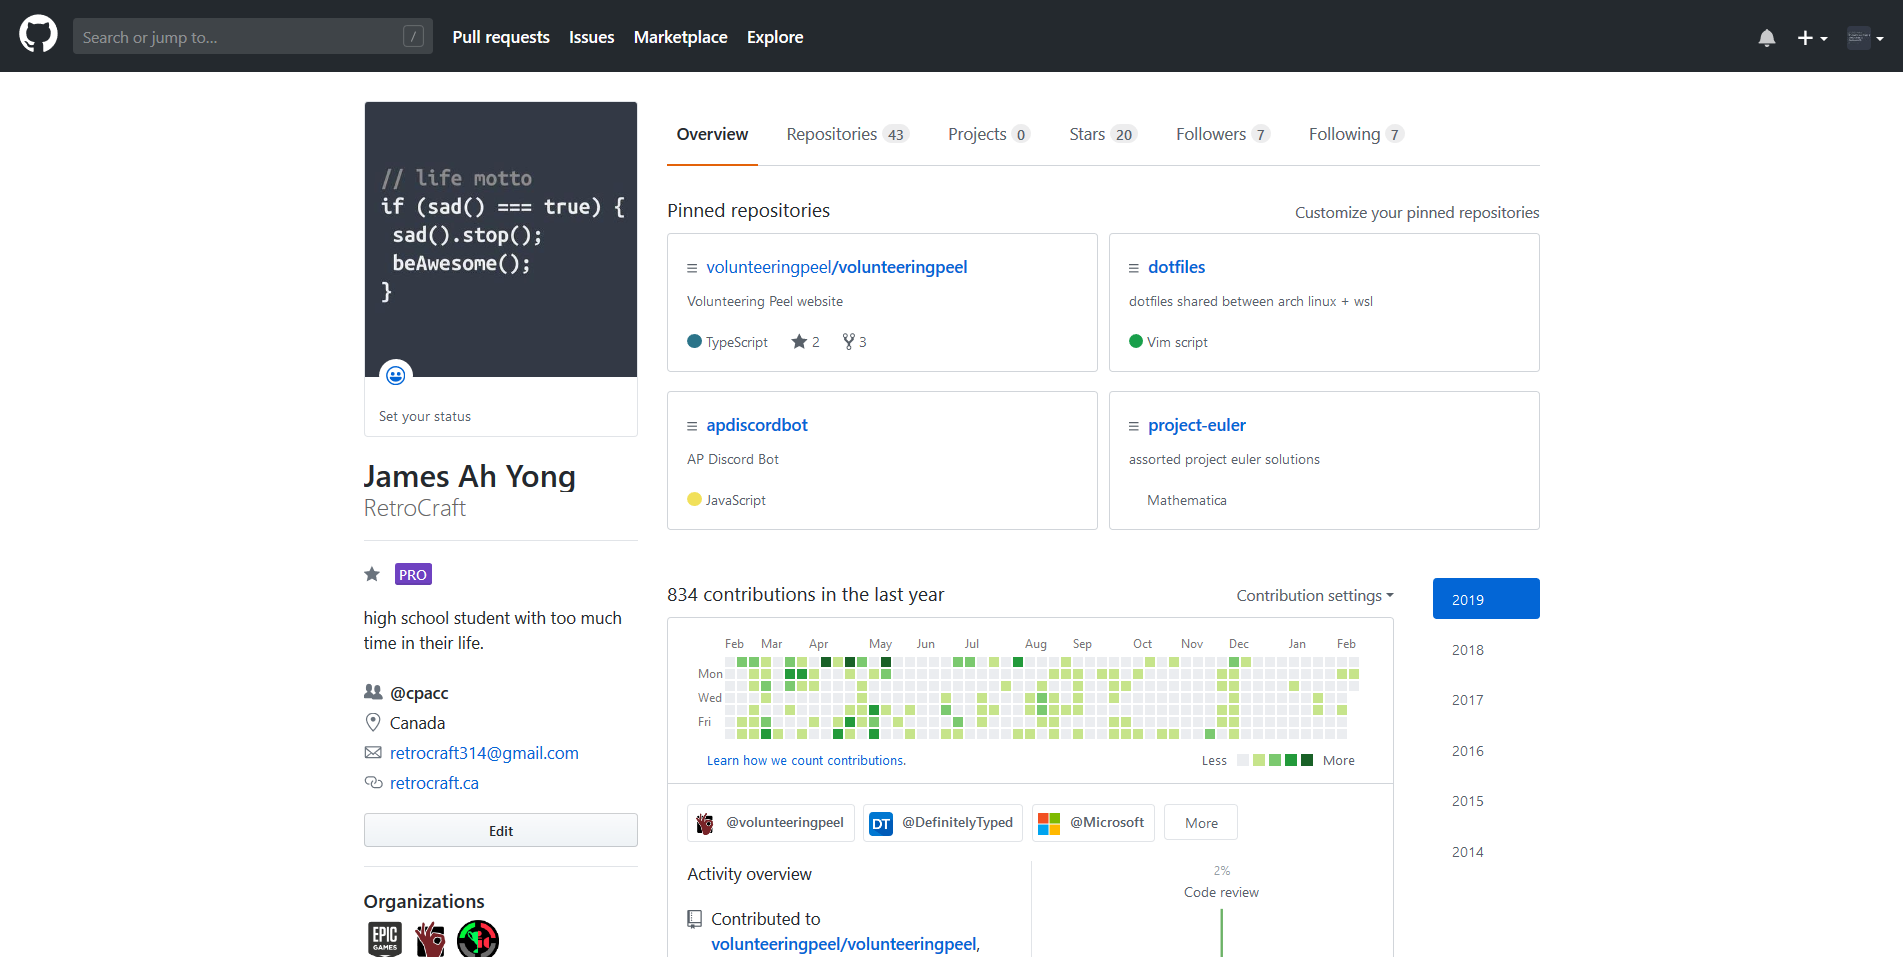 Search or jump to... /
Pull requests Issues Marketplace Explore
// life motto
if (sad() === true) {
sad().stop();
beAwesome();
}
Set your status
James Ah Yong
RetroCraft
PRO
high school student with too much
time in their life.
@cpacc
Canada
retrocraft314@gmail.com
retrocraft.ca
Edit
Organizations
EPIC
GAMES
Overview Repositories 43 Projects 0 Stars 20 Followers 7 Following 7
Pinned repositories Customize your pinned repositories
volunteeringpeel/volunteeringpeel
Volunteering Peel website
TypeScript 2 3
dotfiles
dotfiles shared between arch linux + wsl
Vim script
apdiscordbot
AP Discord Bot
JavaScript
project-euler
assorted project euler solutions
Mathematica
834 contributions in the last year Contribution settings
Feb Mar Apr May Jun Jul Aug Sep Oct Nov Dec Jan Feb
Mon
Wed
Fri
Learn how we count contributions. Less More
@volunteeringpeel DT @DefinitelyTyped @Microsoft More
Activity overview
Contributed to
volunteeringpeel/volunteeringpeel,
2%
Code review
2019
2018
2017
2016
2015
2014